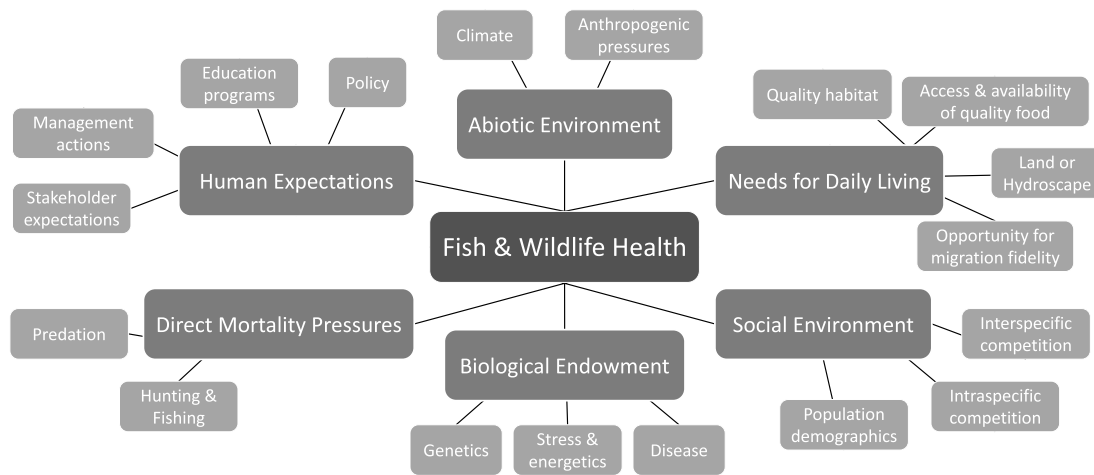 Climate
Anthropogenic
pressures
Education
programs
Policy
Quality habitat
Access & availability
of quality food
Management
actions
Abiotic Environment
Human Expectations
Needs for Daily Living
Land or
Hydroscape
Stakeholder
expectations
Fish & Wildlife Health
Opportunity for
migration fidelity
Direct Mortality Pressures
Social Environment
Predation
Interspecific
competition
Biological Endowment
Hunting &
Fishing
Intraspecific
competition
Population
demographics
Genetics
Stress &
energetics
Disease